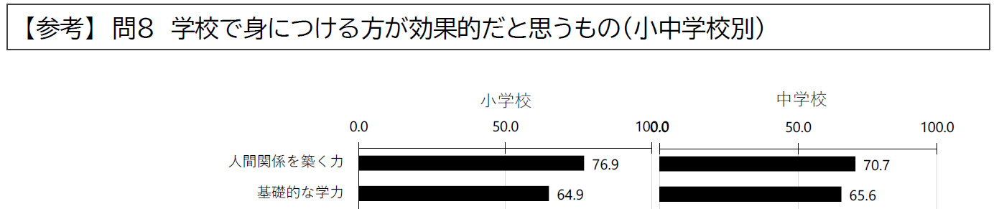 【参考】 問8 学校で身につける方が効果的だと思うもの（小中学校別）
小学校 中学校
0.0 50.0 100.0 0.0 50.0 100.0
人間関係を築く力 76.9 70.7
基礎的な学力 64.9 65.6